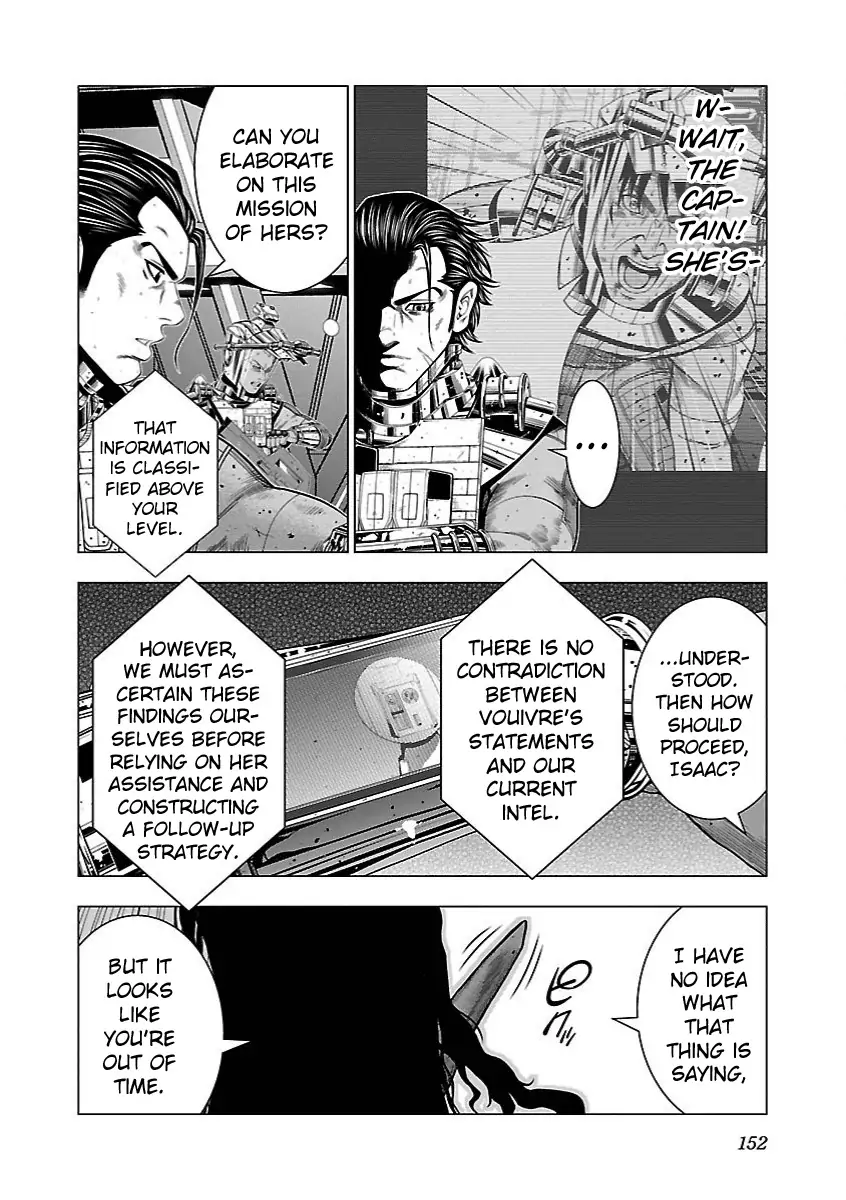 W-
WAIT,
THE
CAP-
TAIN!
SHE'S-
...
CAN YOU
ELABORATE
ON THIS
MISSION
OF HERS?
THAT
INFORMATION
IS CLASSI-
FIED ABOVE
YOUR
LEVEL.
...UNDER-
STOOD.
THEN HOW
SHOULD
PROCEED,
ISAAC?
THERE IS NO
CONTRADICTION
BETWEEN
VOUIVRE'S
STATEMENTS
AND OUR
CURRENT
INTEL.
HOWEVER,
WE MUST AS-
CERTAIN THESE
FINDINGS OUR-
SELVES BEFORE
RELYING ON HER
ASSISTANCE AND
CONSTRUCTING
A FOLLOW-UP
STRATEGY.
I HAVE
NO IDEA
WHAT
THAT
THING IS
SAYING,
BUT IT
LOOKS
LIKE
YOU'RE
OUT OF
TIME.
152